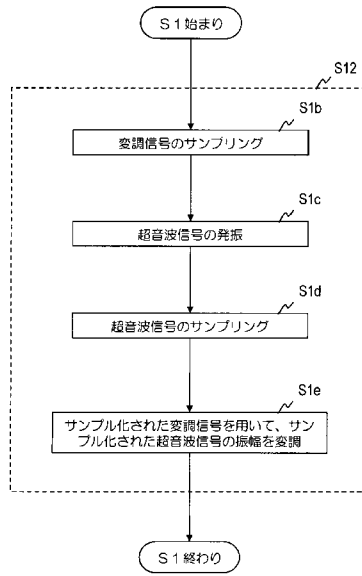 S1始まり
S12
S1b
変調信号のサンプリング
S1c
超音波信号の発振
S1d
超音波信号のサンプリング
S1e
サンプル化された変調信号を用いて、サン
プル化された超音波信号の振幅を変調
S1終わり